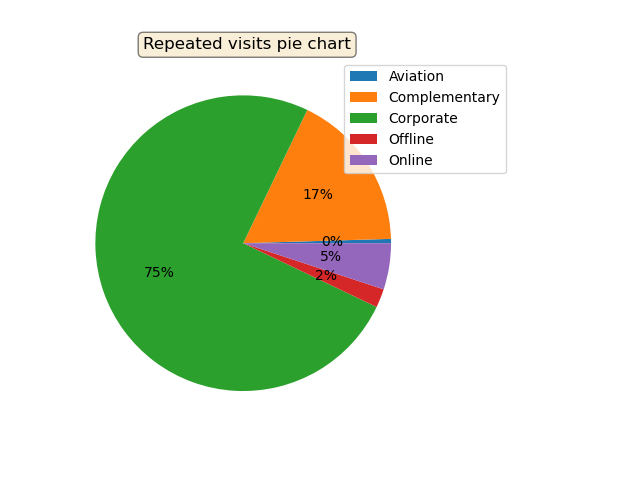 Repeated visits pie chart
Aviation
Complementary
Corporate
Offline
Online
17%
0%
5%
75%
2%